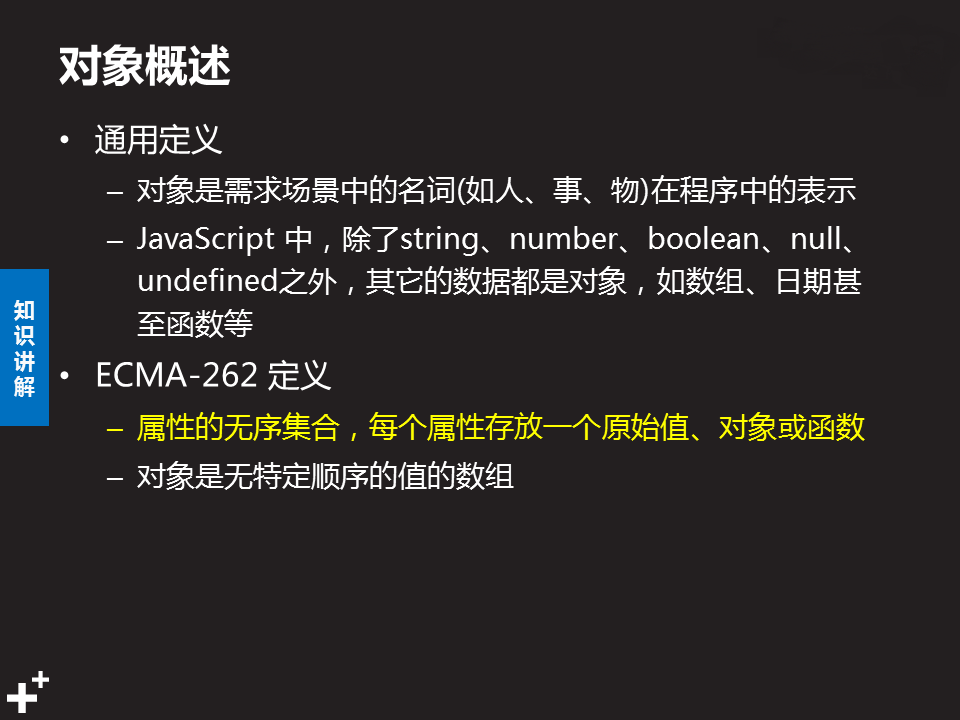 对象概述
• 通用定义
– 对象是需求场景中的名词(如人、事、物)在程序中的表示
– JavaScript 中，除了string、number、boolean、null、
undefined之外，其它的数据都是对象，如数组、日期甚
至函数等
知识讲解
• ECMA-262 定义
– 属性的无序集合，每个属性存放一个原始值、对象或函数
– 对象是无特定顺序的值的数组